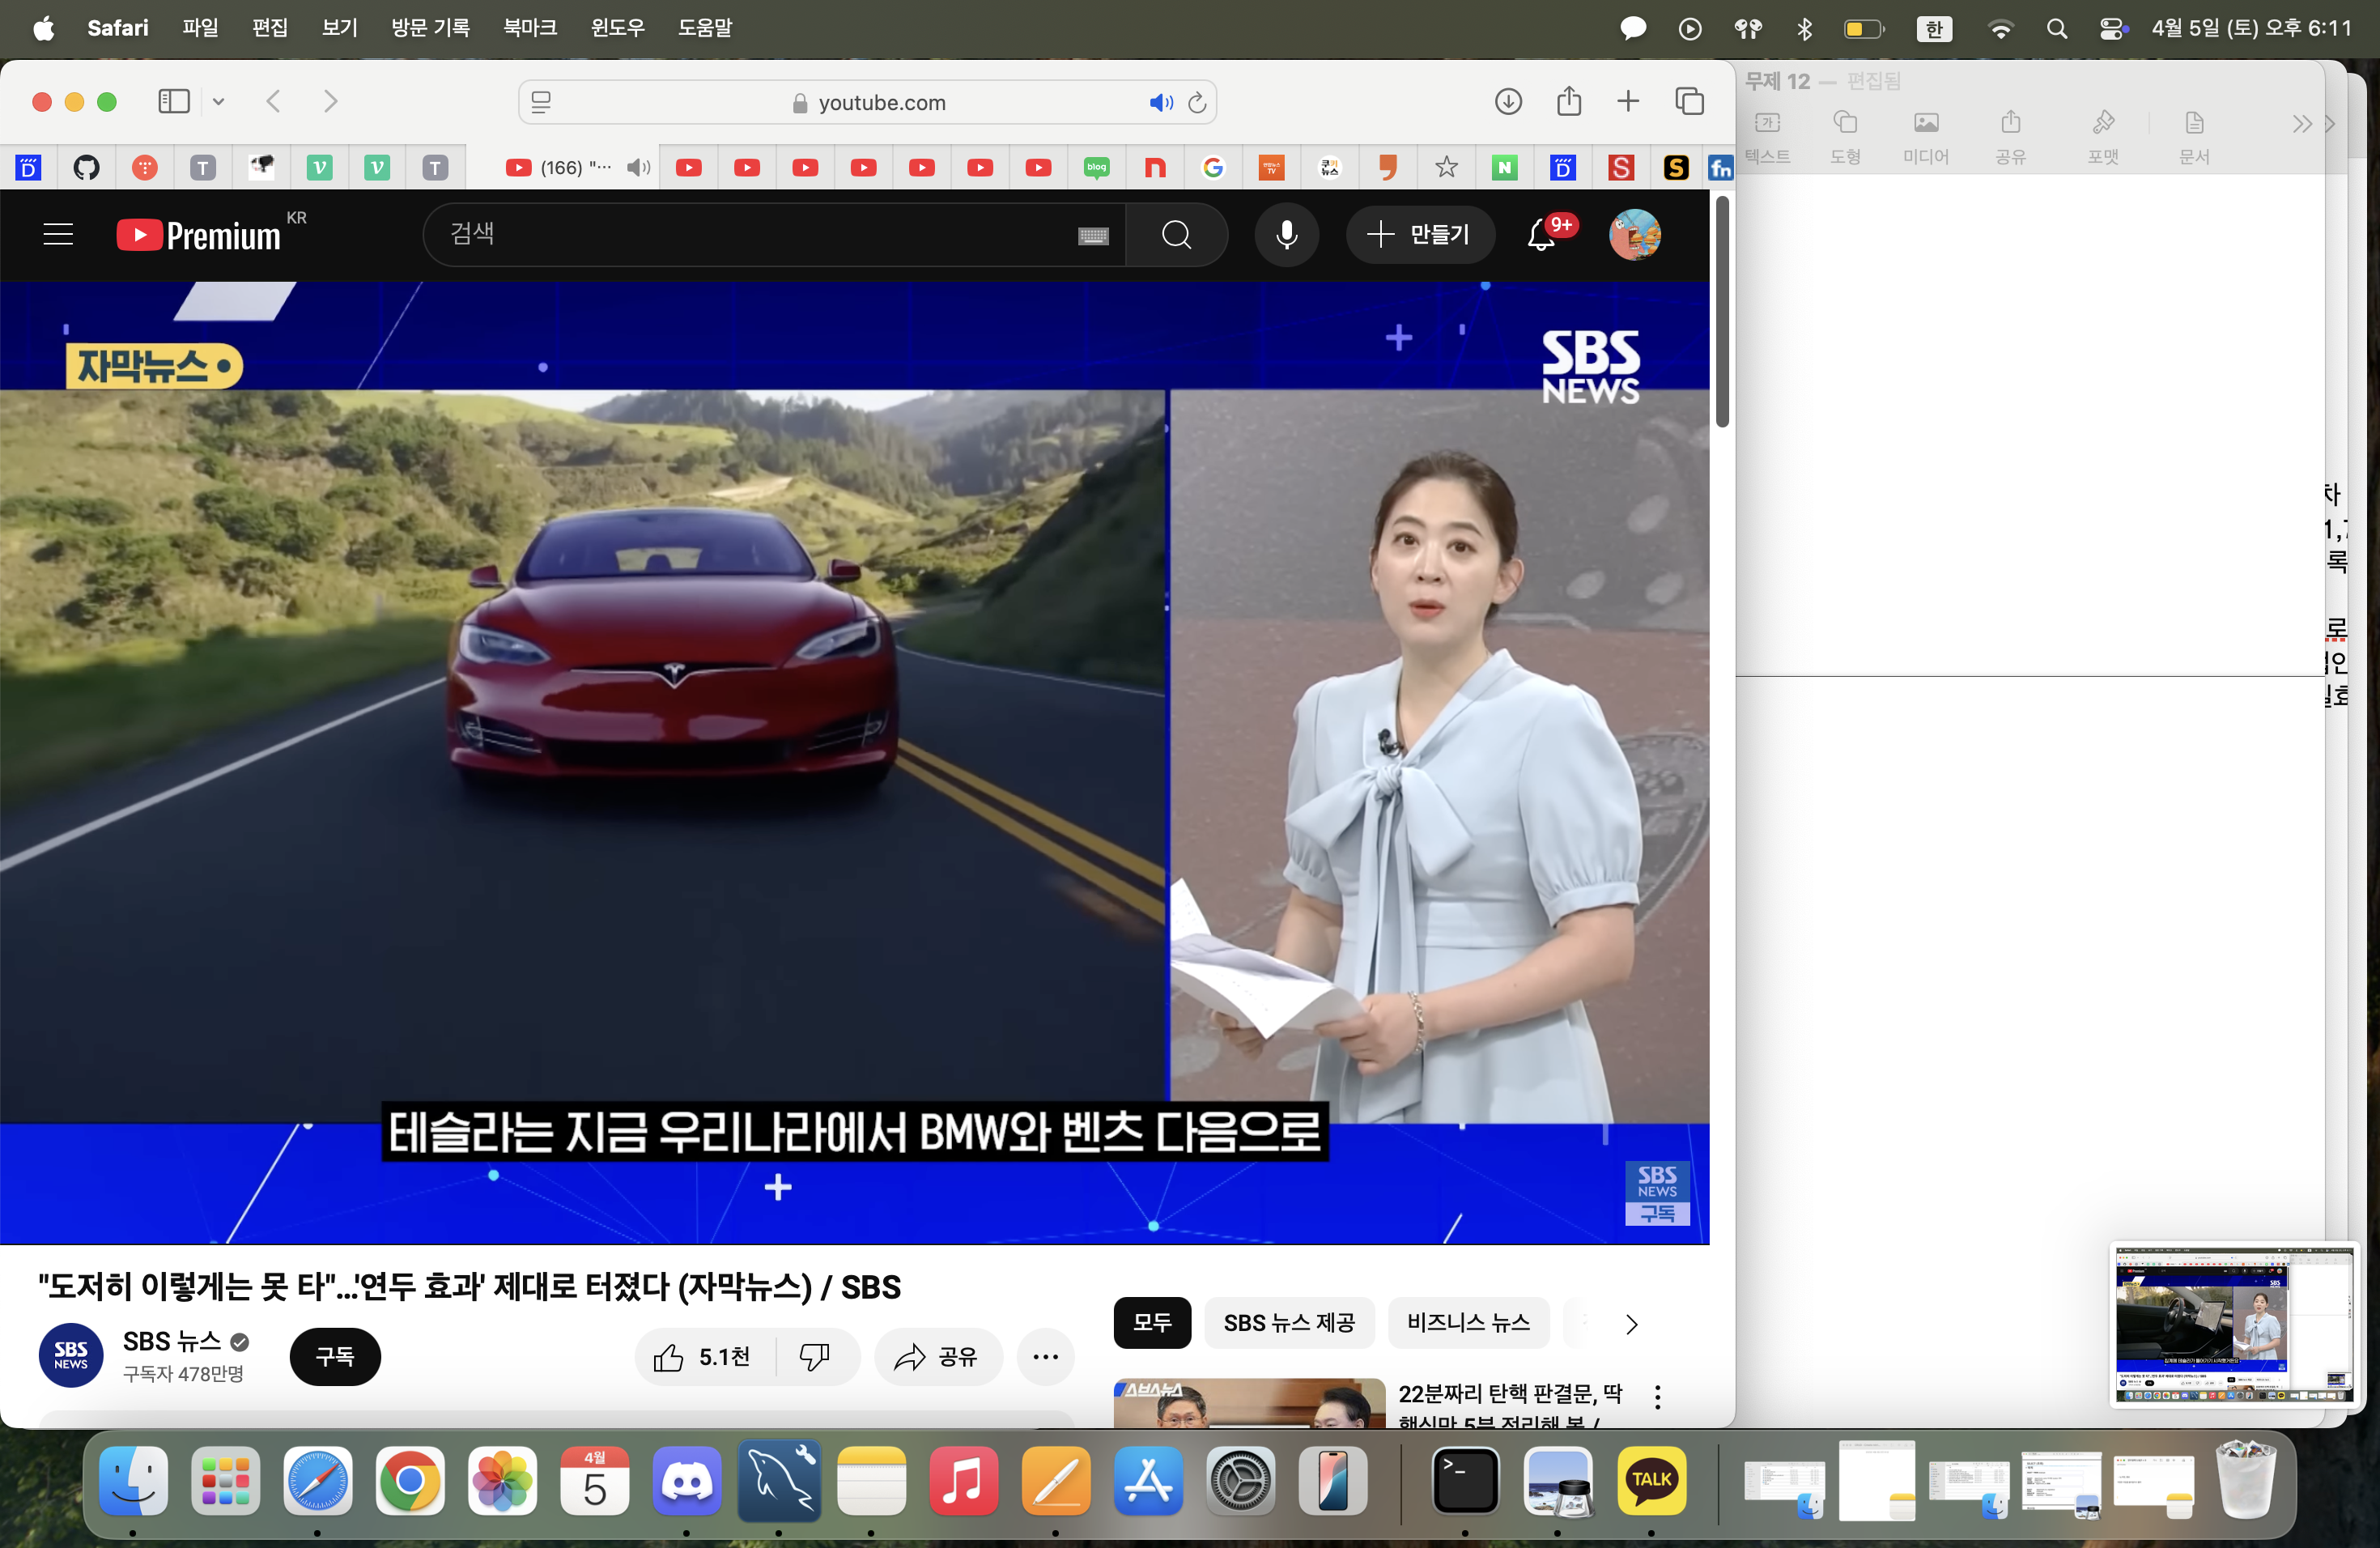 Safari 파일 편집 보기 방문 기록 북마크 윈도우 도움말
한
4월 5일 (토) 오후 6:11
youtube.com
무제 12 — 편집됨
텍스트 도형 미디어 공유 포맷 문서
(166) "...
Premium KR
검색
만들기
9+
자막뉴스
SBS
NEWS
차
록
로
테슬라는 지금 우리나라에서 BMW와 벤츠 다음으로
SBS
NEWS
구독
"도저히 이렇게는 못 타"...'연두 효과' 제대로 터졌다 (자막뉴스) / SBS
SBS
NEWS
SBS 뉴스
구독자 478만명
구독
5.1천
공유
모두
SBS 뉴스 제공
비즈니스 뉴스
스브스뉴스
22분짜리 탄핵 판결문, 딱
핵심만 5분 정리해 봄 /
4월
5
TALK